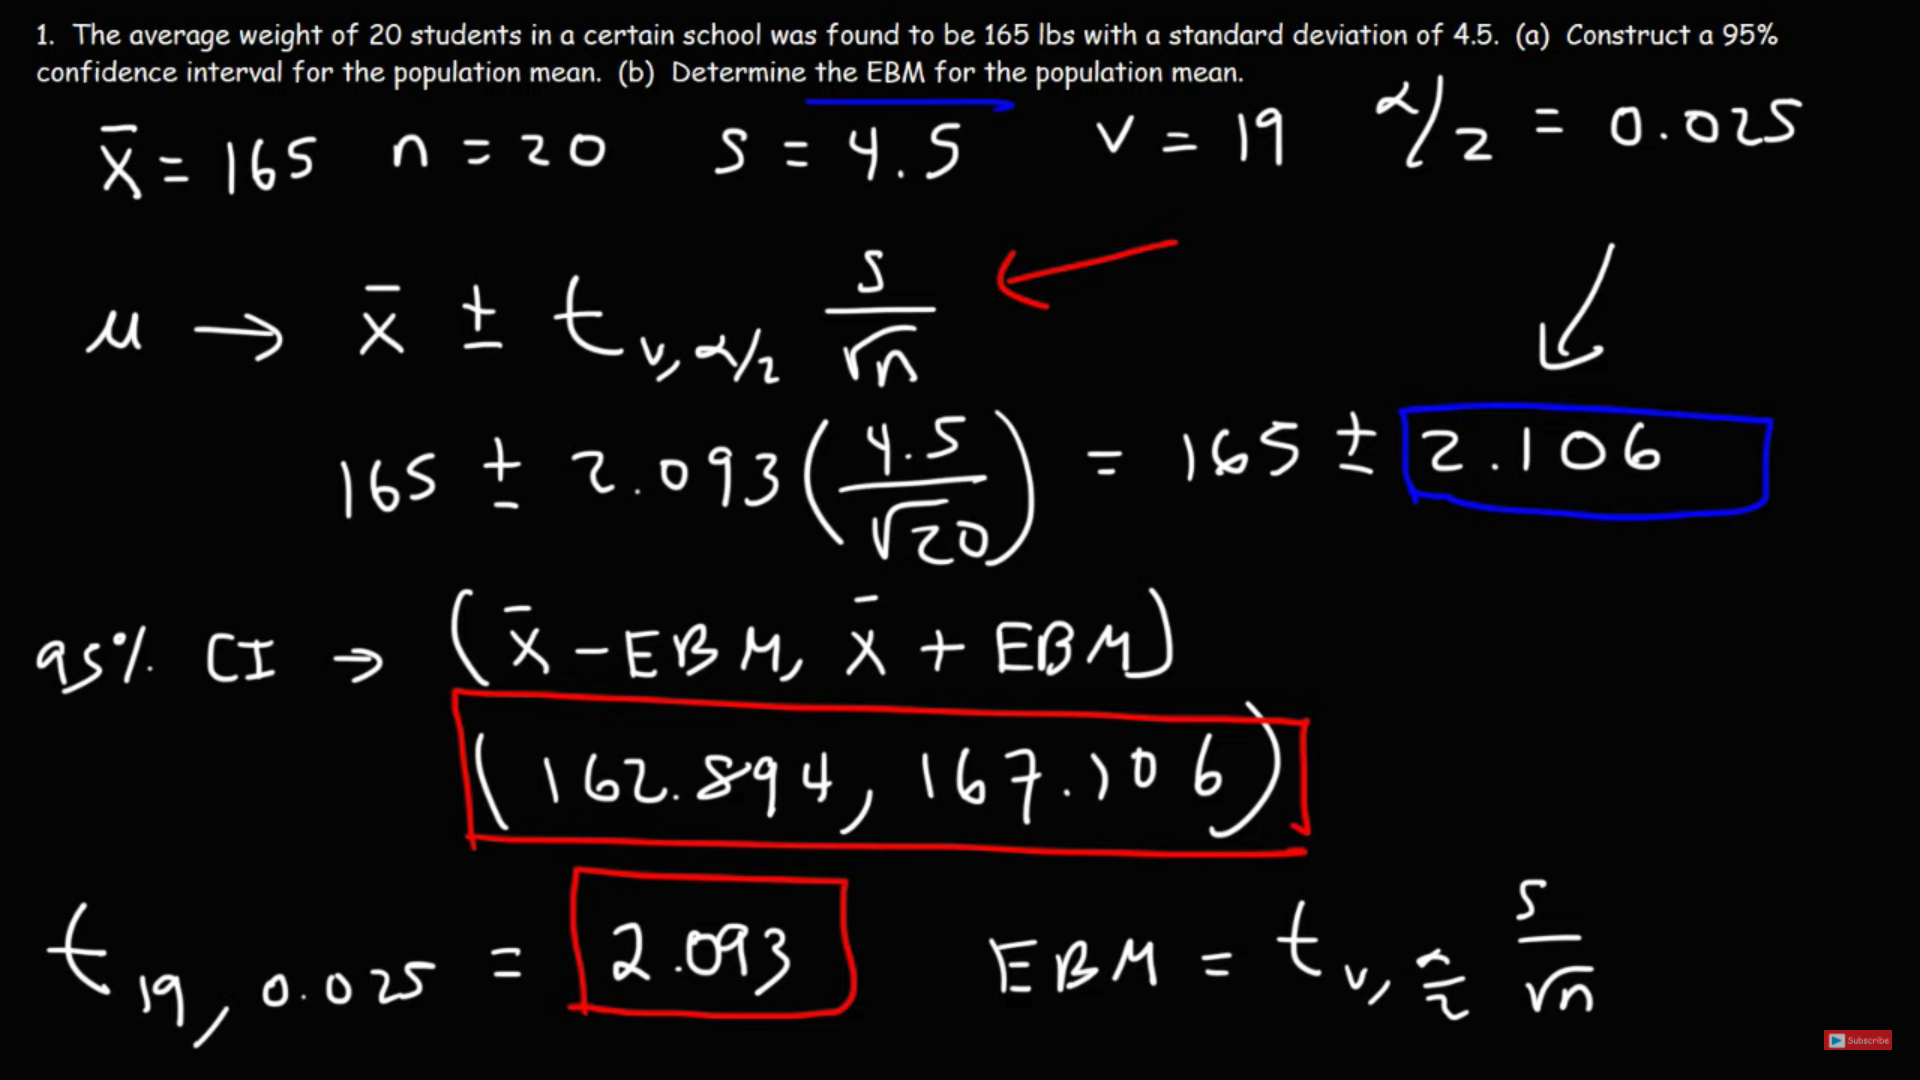 1. The average weight of 20 students in a certain school was found to be 165 lbs with a standard deviation of 4.5. (a) Construct a 95%
confidence interval for the population mean. (b) Determine the EBM for the population mean.
x̄ = 165 n = 20 s = 4.5 v = 19 α/2 = 0.025
μ → x̄ ± t v, α/2 s/√n
165 ± 2.093 (4.5/√20) = 165 ± 2.106
95% CI → (x̄ - EBM, x̄ + EBM)
(162.894, 167.106)
t 19, 0.025 = 2.093 EBM = t v, α/2 s/√n
Subscribe